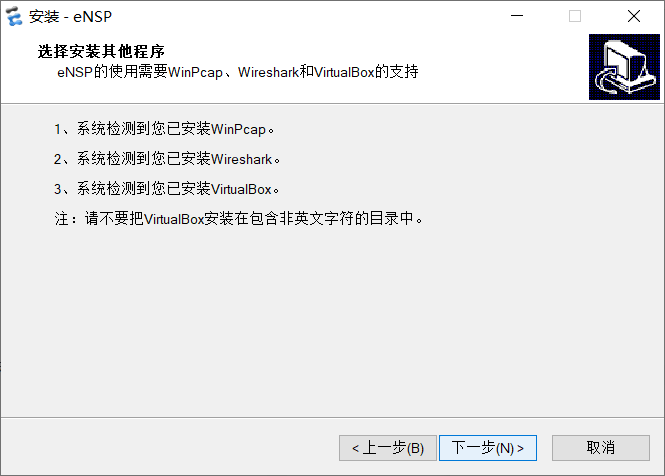 安装 - eNSP
选择安装其他程序
eNSP的使用需要WinPcap、Wireshark和VirtualBox的支持
1、系统检测到您已安装WinPcap。
2、系统检测到您已安装Wireshark。
3、系统检测到您已安装VirtualBox。
注：请不要把VirtualBox安装在包含非英文字符的目录中。
< 上一步(B) 下一步(N) > 取消